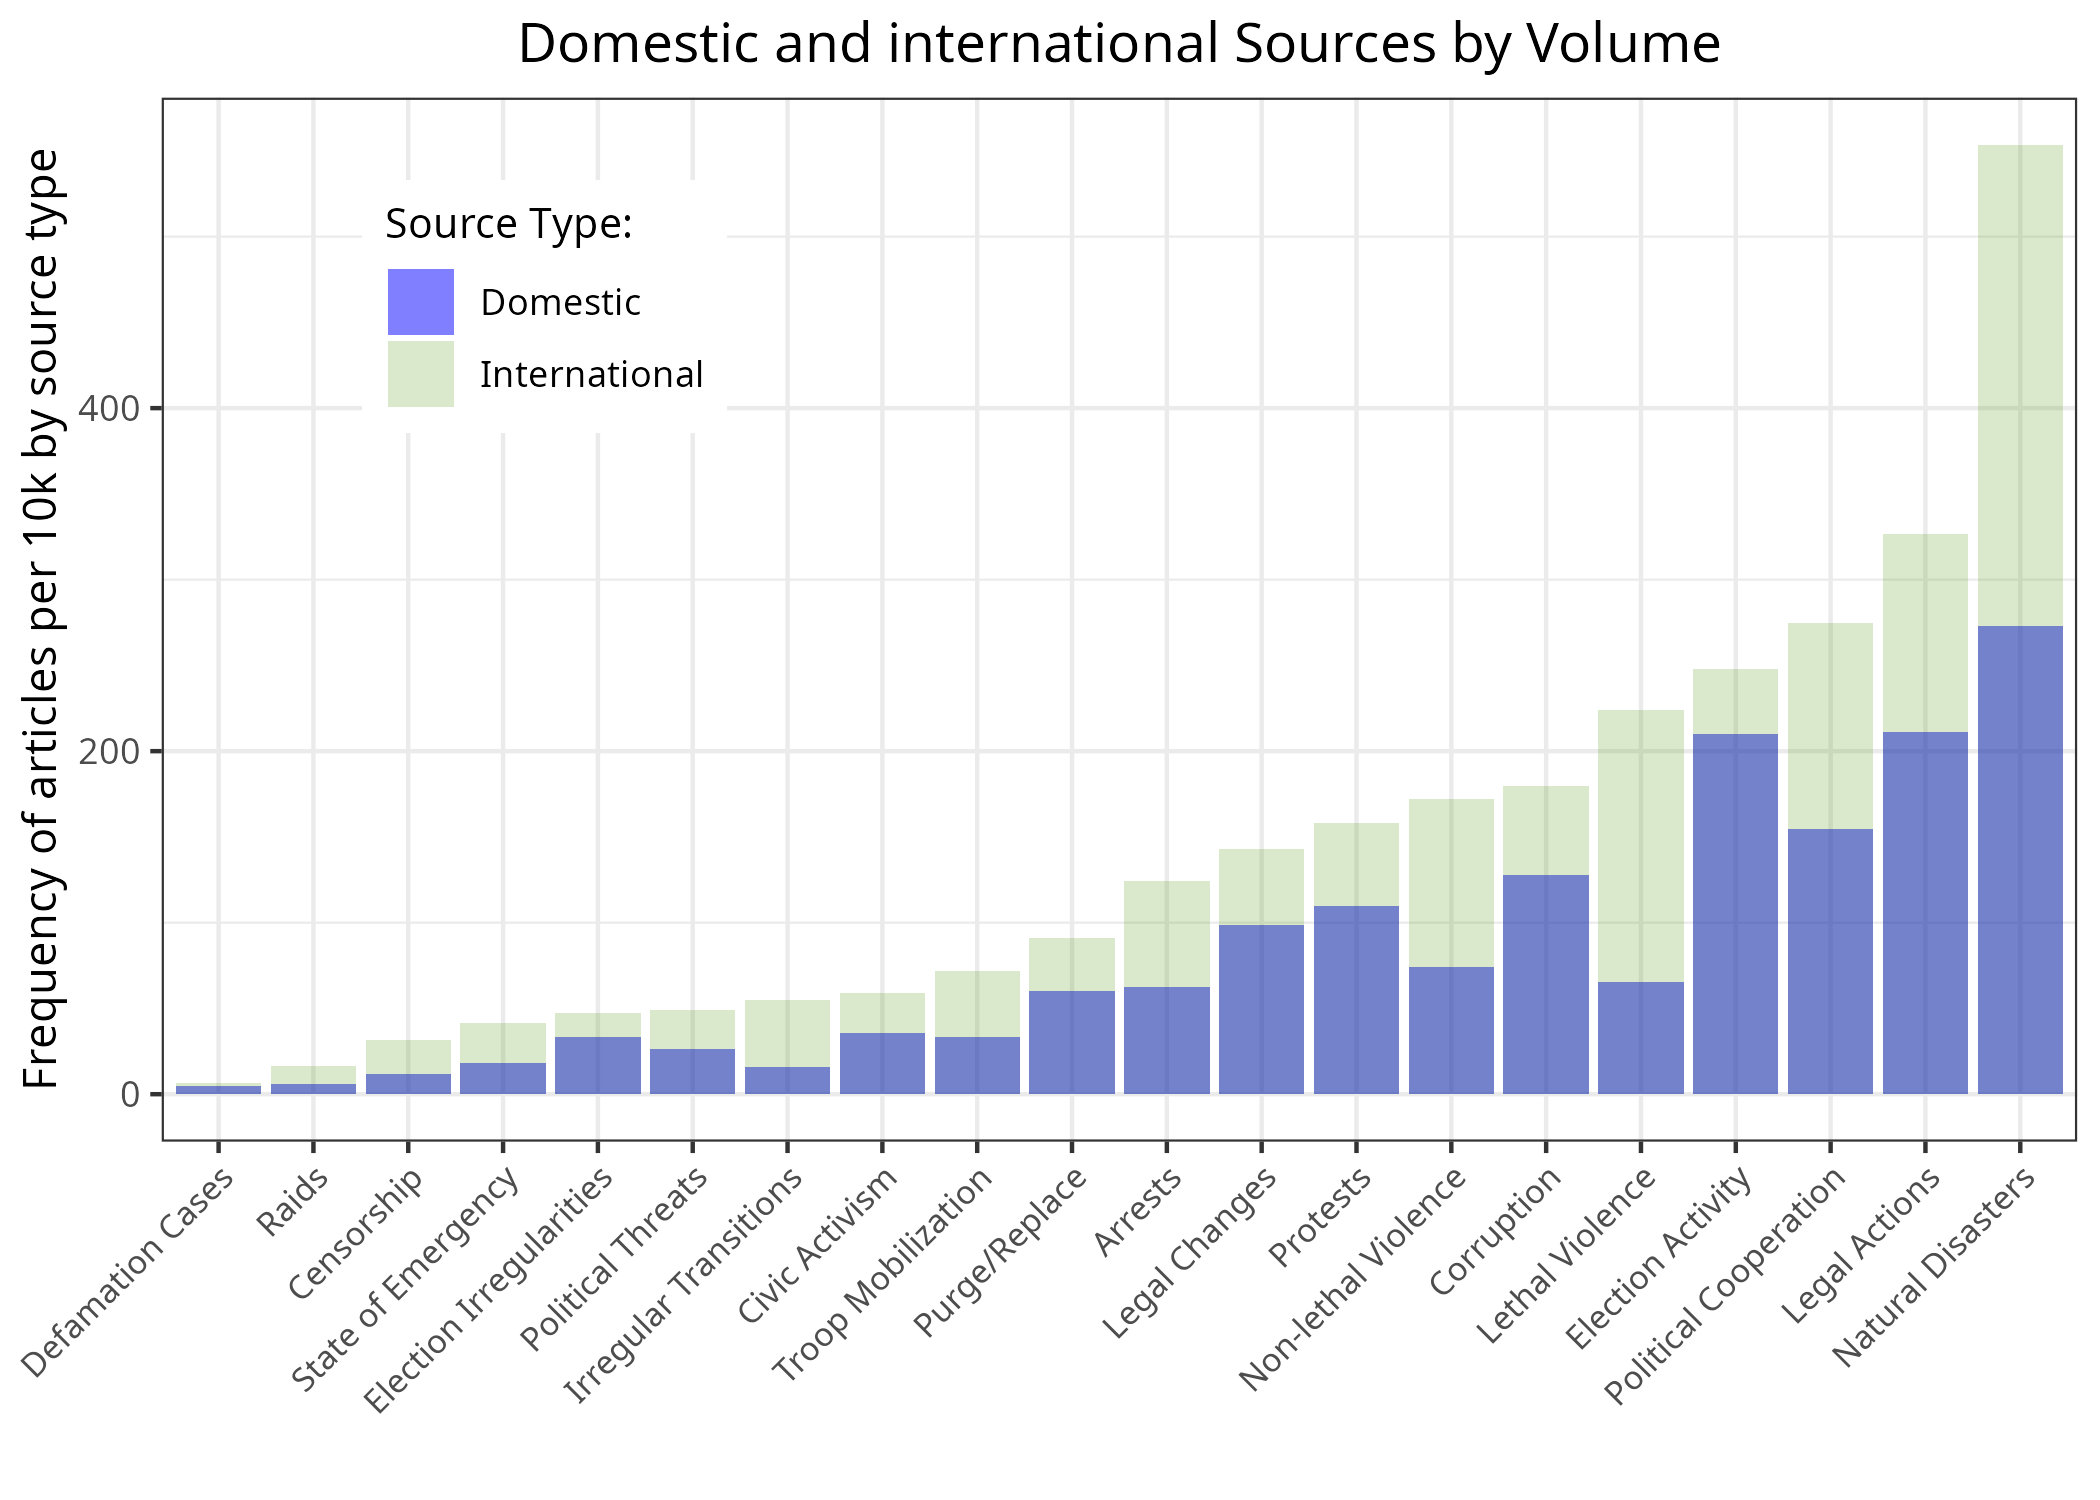 Domestic and international Sources by Volume
Frequency of articles per 10k by source type
Source Type:
Domestic
International
400
200
0
Defamation Cases
Raids
Censorship
State of Emergency
Election Irregularities
Political Threats
Irregular Transitions
Civic Activism
Troop Mobilization
Purge/Replace
Arrests
Legal Changes
Protests
Non-lethal Violence
Corruption
Lethal Violence
Election Activity
Political Cooperation
Legal Actions
Natural Disasters